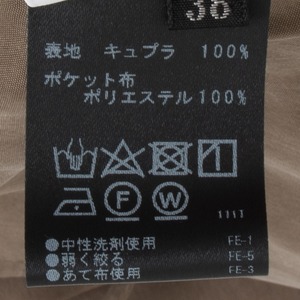 38
表地 キュプラ 100%
ポケット布
ポリエステル100%
F W
●中性洗剤使用 FE-1
●弱く絞る FE-5
●あて布使用 FE-3